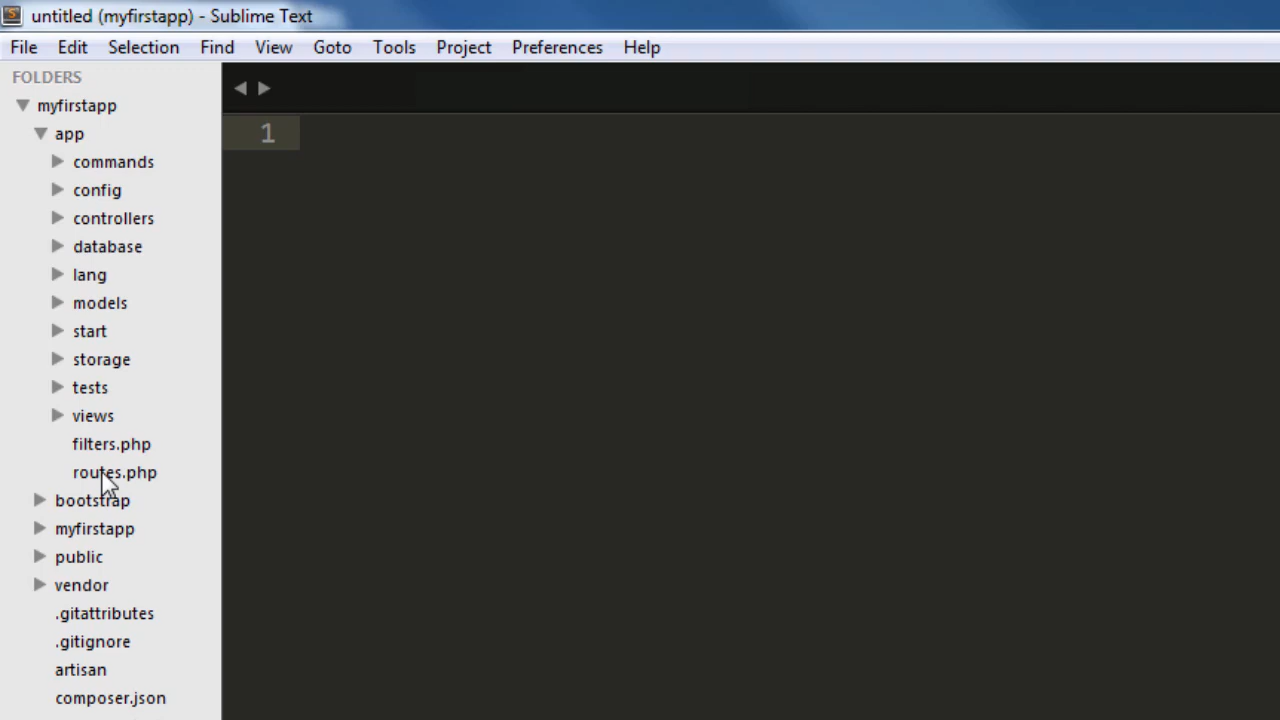 untitled (myfirstapp) - Sublime Text
File Edit Selection Find View Goto Tools Project Preferences Help
FOLDERS
myfirstapp
app
1
commands
config
controllers
database
lang
models
start
storage
tests
views
filters.php
routes.php
bootstrap
myfirstapp
public
vendor
.gitattributes
.gitignore
artisan
composer.json